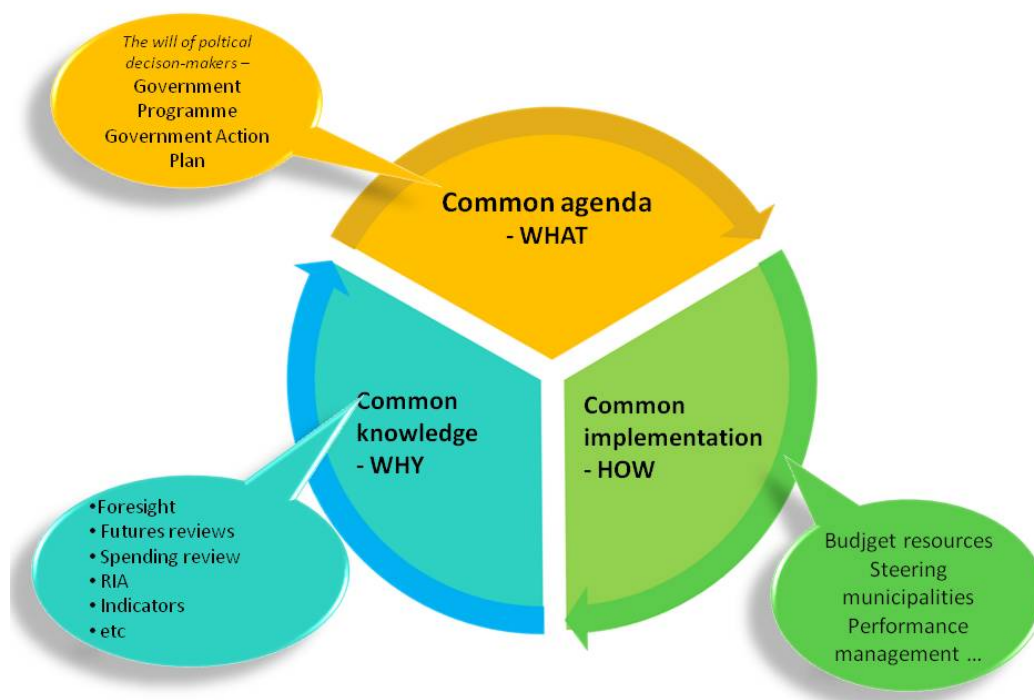 The will of poltical
decison-makers –
Government
Programme
Government Action
Plan
Common agenda
- WHAT
Common
knowledge
- WHY
Common
implementation
- HOW
•Foresight
• Futures reviews
•Spending review
• RIA
• Indicators
• etc
Budjget resources
Steering
municipalities
Performance
management ...